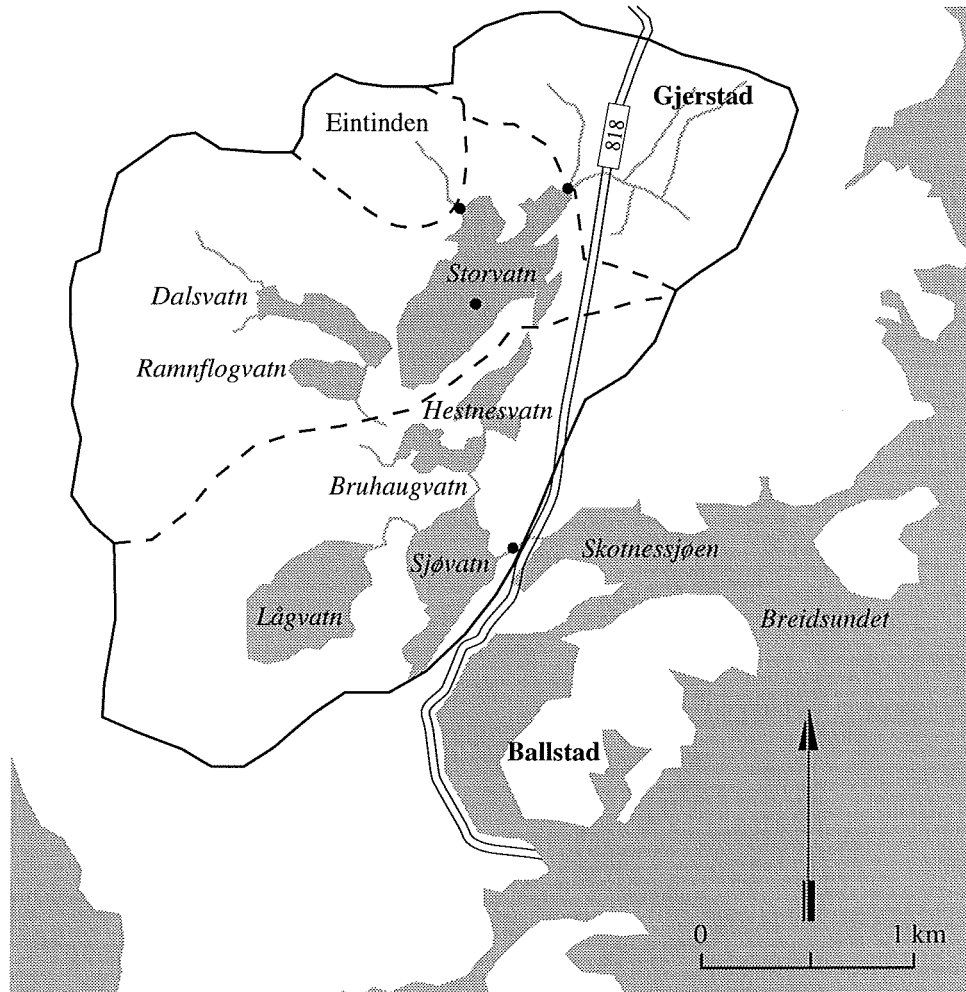 Gjerstad
Eintinden
818
Storvatn
Dalsvatn
Ramnflogvatn
Hestnesvatn
Bruhaugvatn
Sjøvatn
Skotnessjøen
Lågvatn
Breidsundet
Ballstad
0 1 km